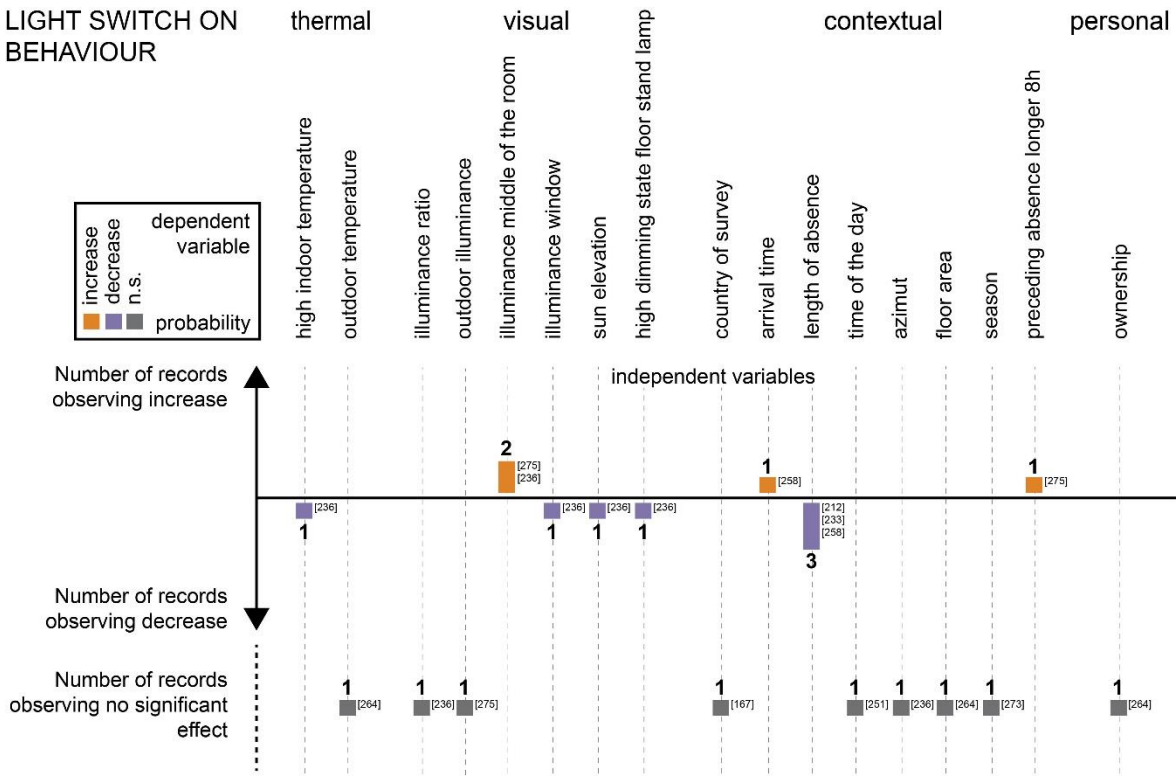 LIGHT SWITCH ON
BEHAVIOUR
thermal
visual
contextual
personal
high indoor temperature
outdoor temperature
illuminance ratio
outdoor illuminance
illuminance middle of the room
illuminance window
sun elevation
high dimming state floor stand lamp
country of survey
arrival time
length of absence
time of the day
azimut
floor area
season
preceding absence longer 8h
ownership
dependent
variable
increase
decrease
n.s.
probability
Number of records
observing increase
independent variables
2
[275]
[236]
1
[258]
1
[275]
[236]
1
[236]
1
[236]
1
[236]
1
[212]
[233]
[258]
3
Number of records
observing decrease
Number of records
observing no significant
effect
1
[264]
1
[236]
1
[275]
1
[167]
1
[251]
1
[236]
1
[264]
1
[273]
1
[264]